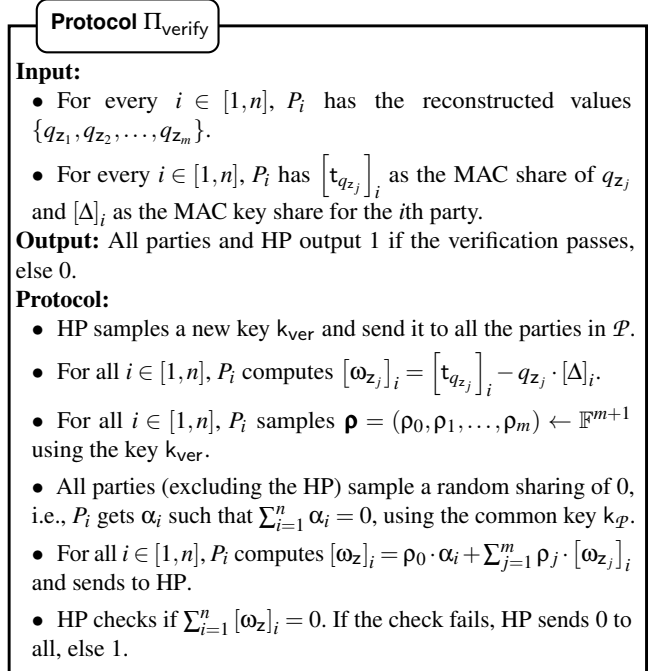 Protocol Π_verify
Input:
• For every i ∈ [1,n], P_i has the reconstructed values
{q_{z_1}, q_{z_2}, …, q_{z_m}}.
• For every i ∈ [1,n], P_i has [t_{q_{z_j}}]_i as the MAC share of q_{z_j}
and [Δ]_i as the MAC key share for the ith party.
Output: All parties and HP output 1 if the verification passes,
else 0.
Protocol:
• HP samples a new key k_ver and send it to all the parties in 𝒫.
• For all i ∈ [1,n], P_i computes [ω_{z_j}]_i = [t_{q_{z_j}}]_i − q_{z_j} · [Δ]_i.
• For all i ∈ [1,n], P_i samples ρ = (ρ_0, ρ_1, …, ρ_m) ← 𝔽^{m+1}
using the key k_ver.
• All parties (excluding the HP) sample a random sharing of 0,
i.e., P_i gets α_i such that ∑_{i=1}^n α_i = 0, using the common key k_𝒫.
• For all i ∈ [1,n], P_i computes [ω_z]_i = ρ_0 · α_i + ∑_{j=1}^m ρ_j · [ω_{z_j}]_i
and sends to HP.
• HP checks if ∑_{i=1}^n [ω_z]_i = 0. If the check fails, HP sends 0 to
all, else 1.